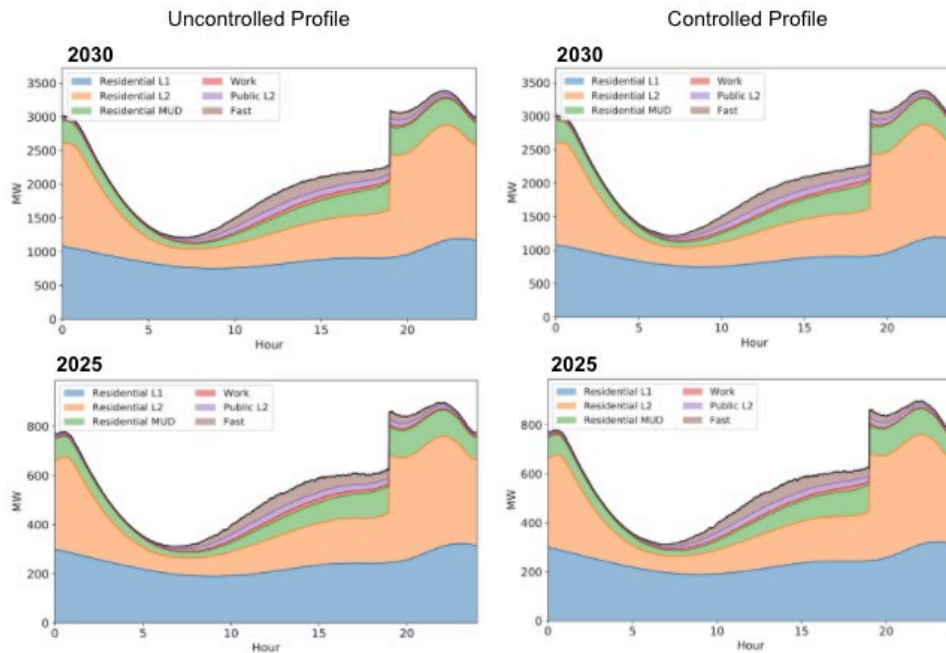 Uncontrolled Profile
Controlled Profile
2030
Residential L1 Work
Residential L2 Public L2
Residential MUD Fast
3500
3000
2500
2000
1500
1000
500
0
MW
0 5 10 15 20
Hour
2030
Residential L1 Work
Residential L2 Public L2
Residential MUD Fast
3500
3000
2500
2000
1500
1000
500
0
MW
0 5 10 15 20
Hour
2025
Residential L1 Work
Residential L2 Public L2
Residential MUD Fast
800
600
400
200
0
MW
0 5 10 15 20
Hour
2025
Residential L1 Work
Residential L2 Public L2
Residential MUD Fast
800
600
400
200
0
MW
0 5 10 15 20
Hour